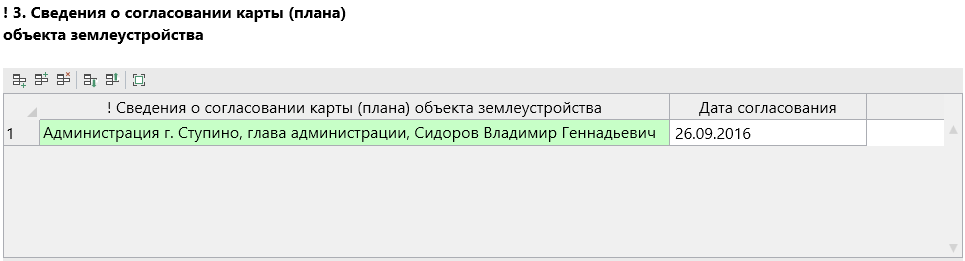 ! 3. Сведения о согласовании карты (плана)
объекта землеустройства
! Сведения о согласовании карты (плана) объекта землеустройства Дата согласования
1 Администрация г. Ступино, глава администрации, Сидоров Владимир Геннадьевич 26.09.2016